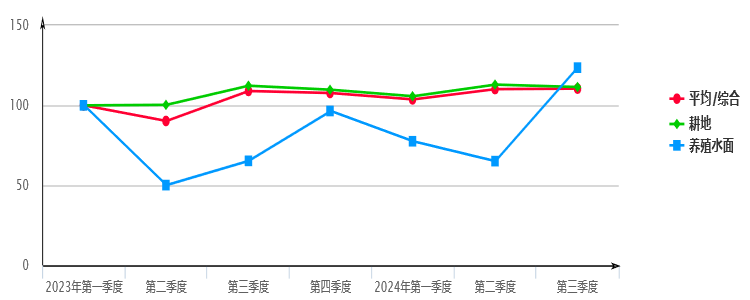 150
100
50
0
2023年第一季度 第二季度 第三季度 第四季度 2024年第一季度 第二季度 第三季度
平均/综合
耕地
养殖水面